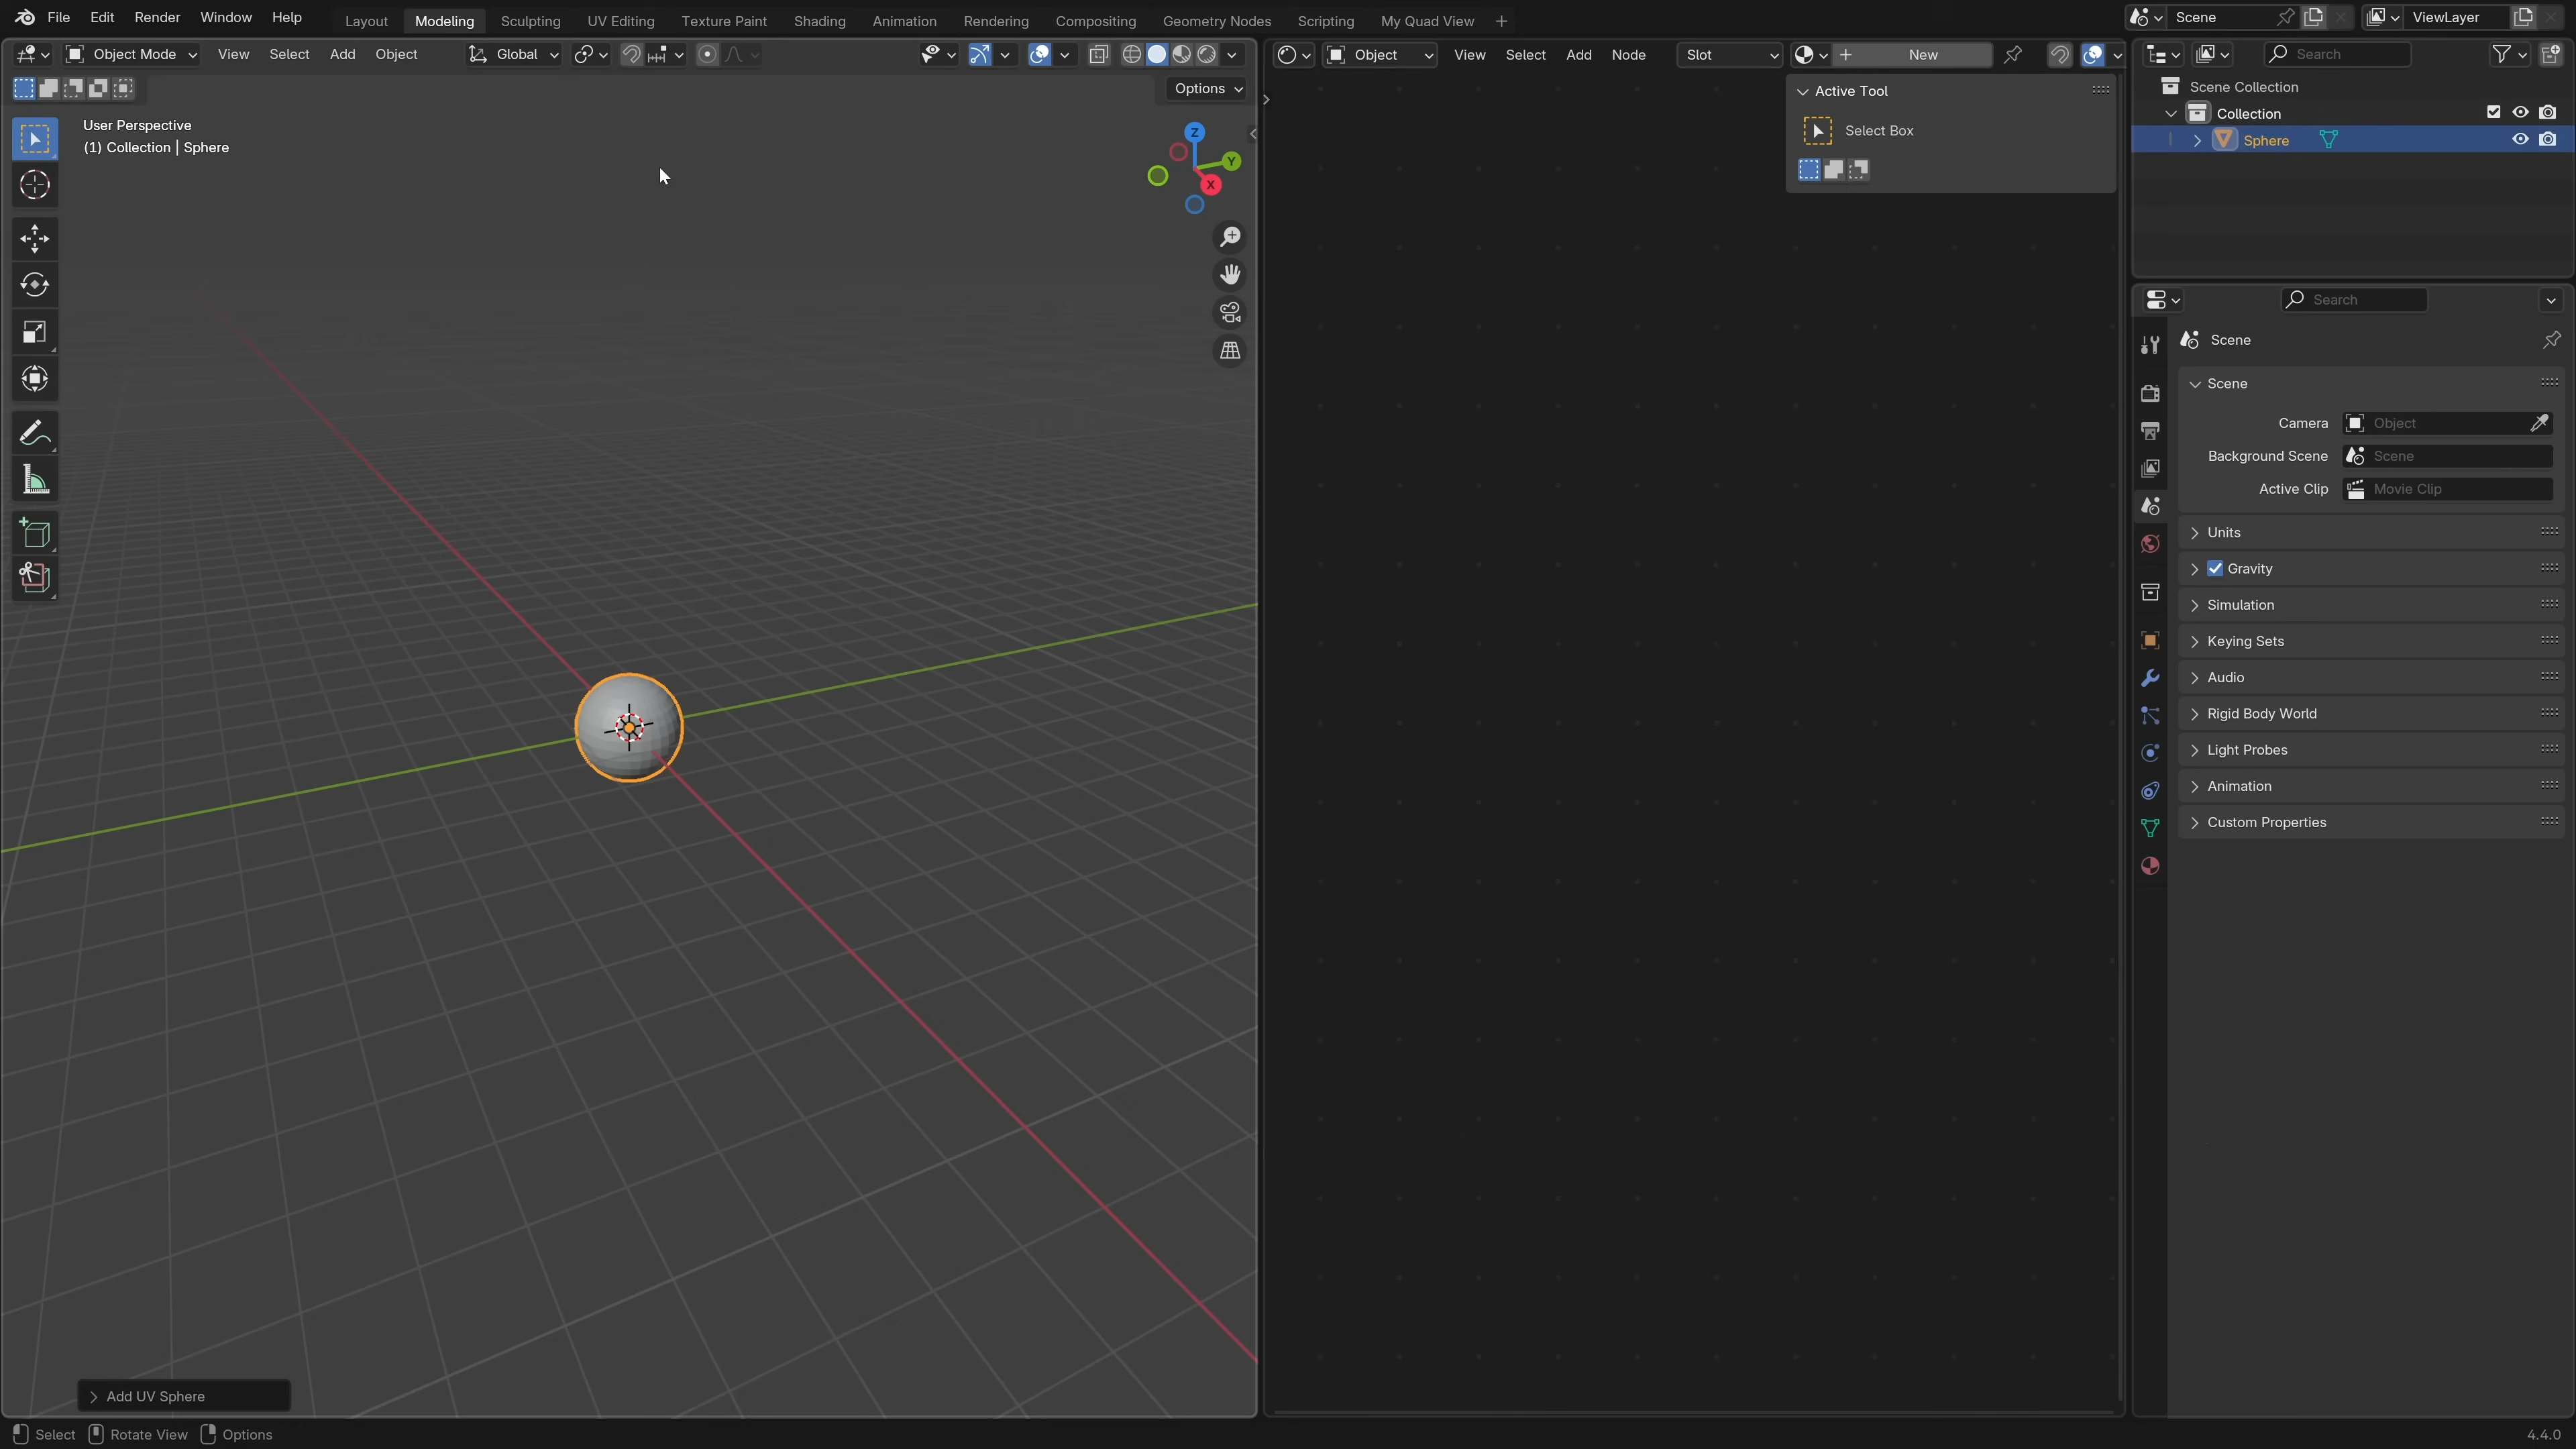 File Edit Render Window Help Layout Modeling Sculpting UV Editing Texture Paint Shading Animation Rendering Compositing Geometry Nodes Scripting My Quad View + Scene ViewLayer
Object Mode View Select Add Object Global
Options
User Perspective
(1) Collection | Sphere
Z
Y
X
Add UV Sphere
Object View Select Add Node Slot New
Active Tool
Select Box
Search
Scene Collection
Collection
Sphere
Search
Scene
Scene
Camera Object
Background Scene Scene
Active Clip Movie Clip
Units
Gravity
Simulation
Keying Sets
Audio
Rigid Body World
Light Probes
Animation
Custom Properties
Select Rotate View Options 4.4.0